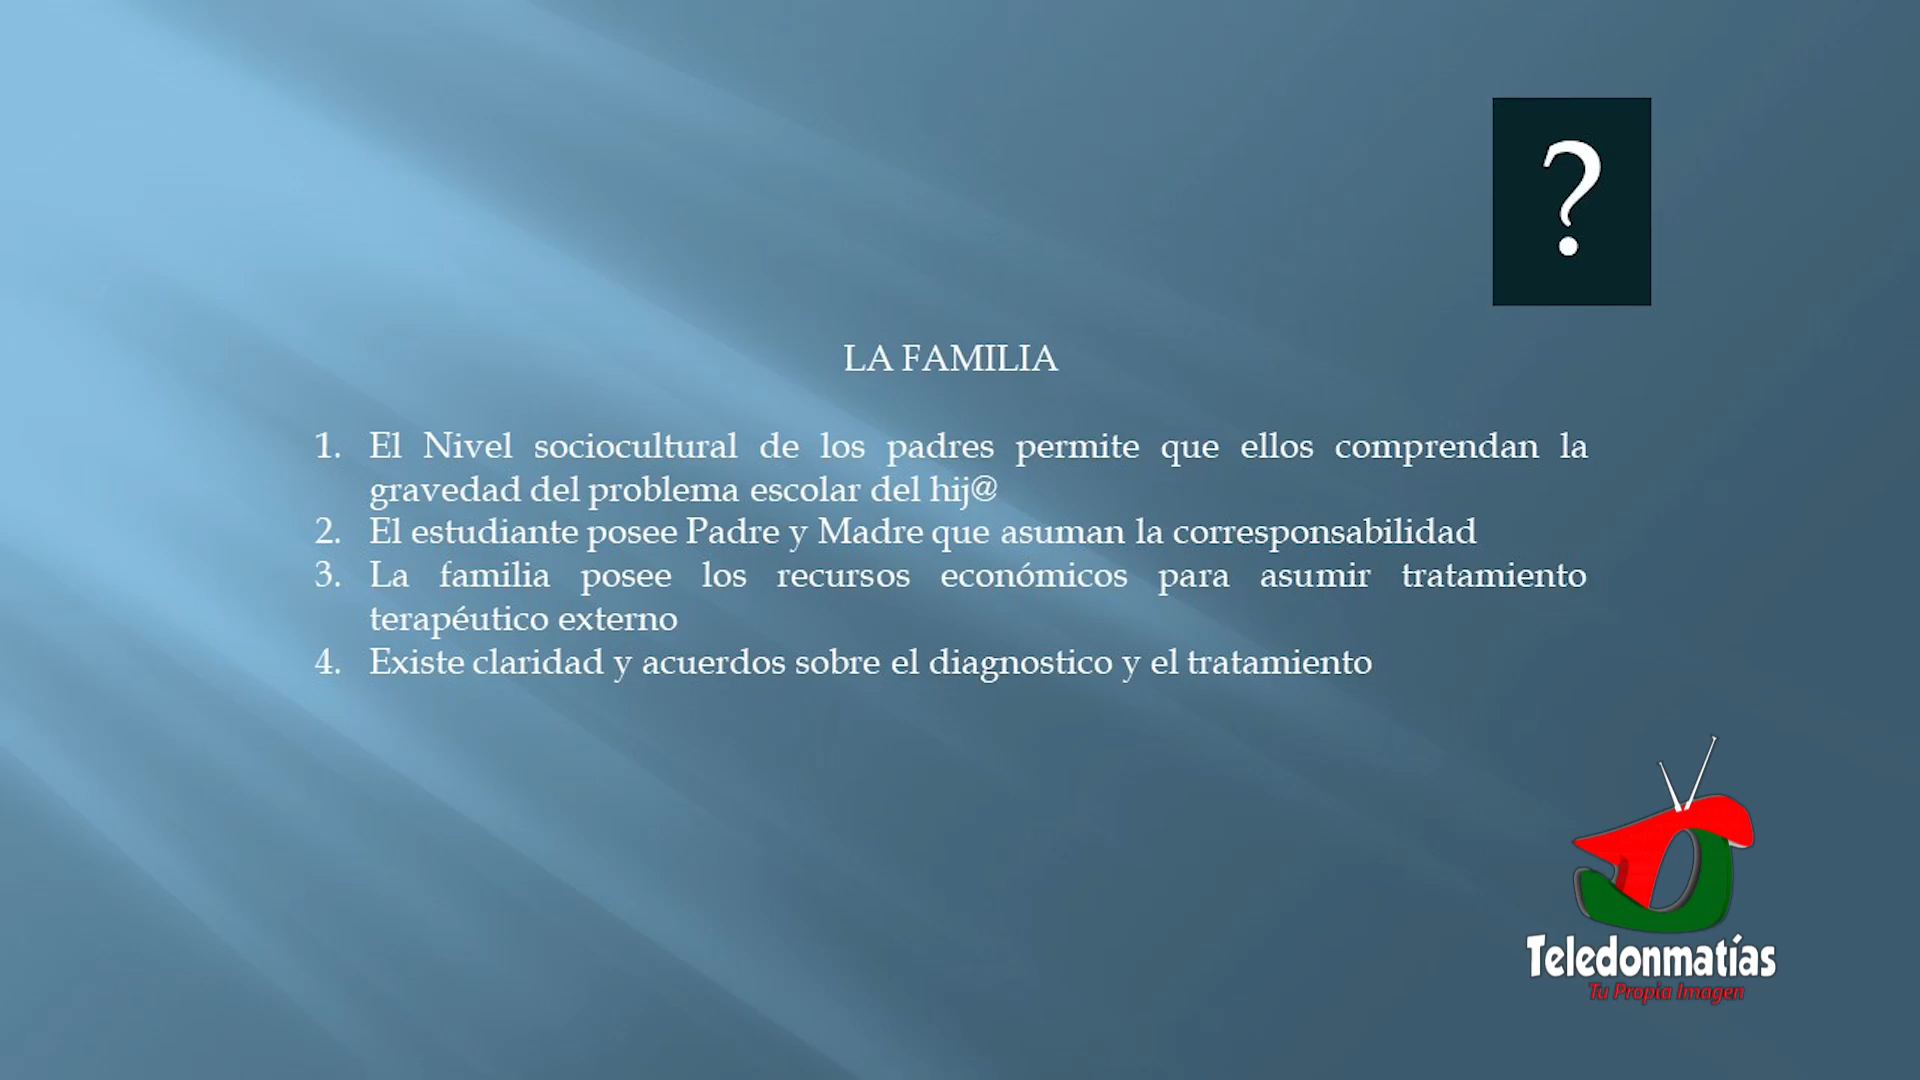 ?
LA FAMILIA
1. El Nivel sociocultural de los padres permite que ellos comprendan la
gravedad del problema escolar del hij@
2. El estudiante posee Padre y Madre que asuman la corresponsabilidad
3. La familia posee los recursos económicos para asumir tratamiento
terapéutico externo
4. Existe claridad y acuerdos sobre el diagnostico y el tratamiento
Teledonmatías
Tu Propia Imagen